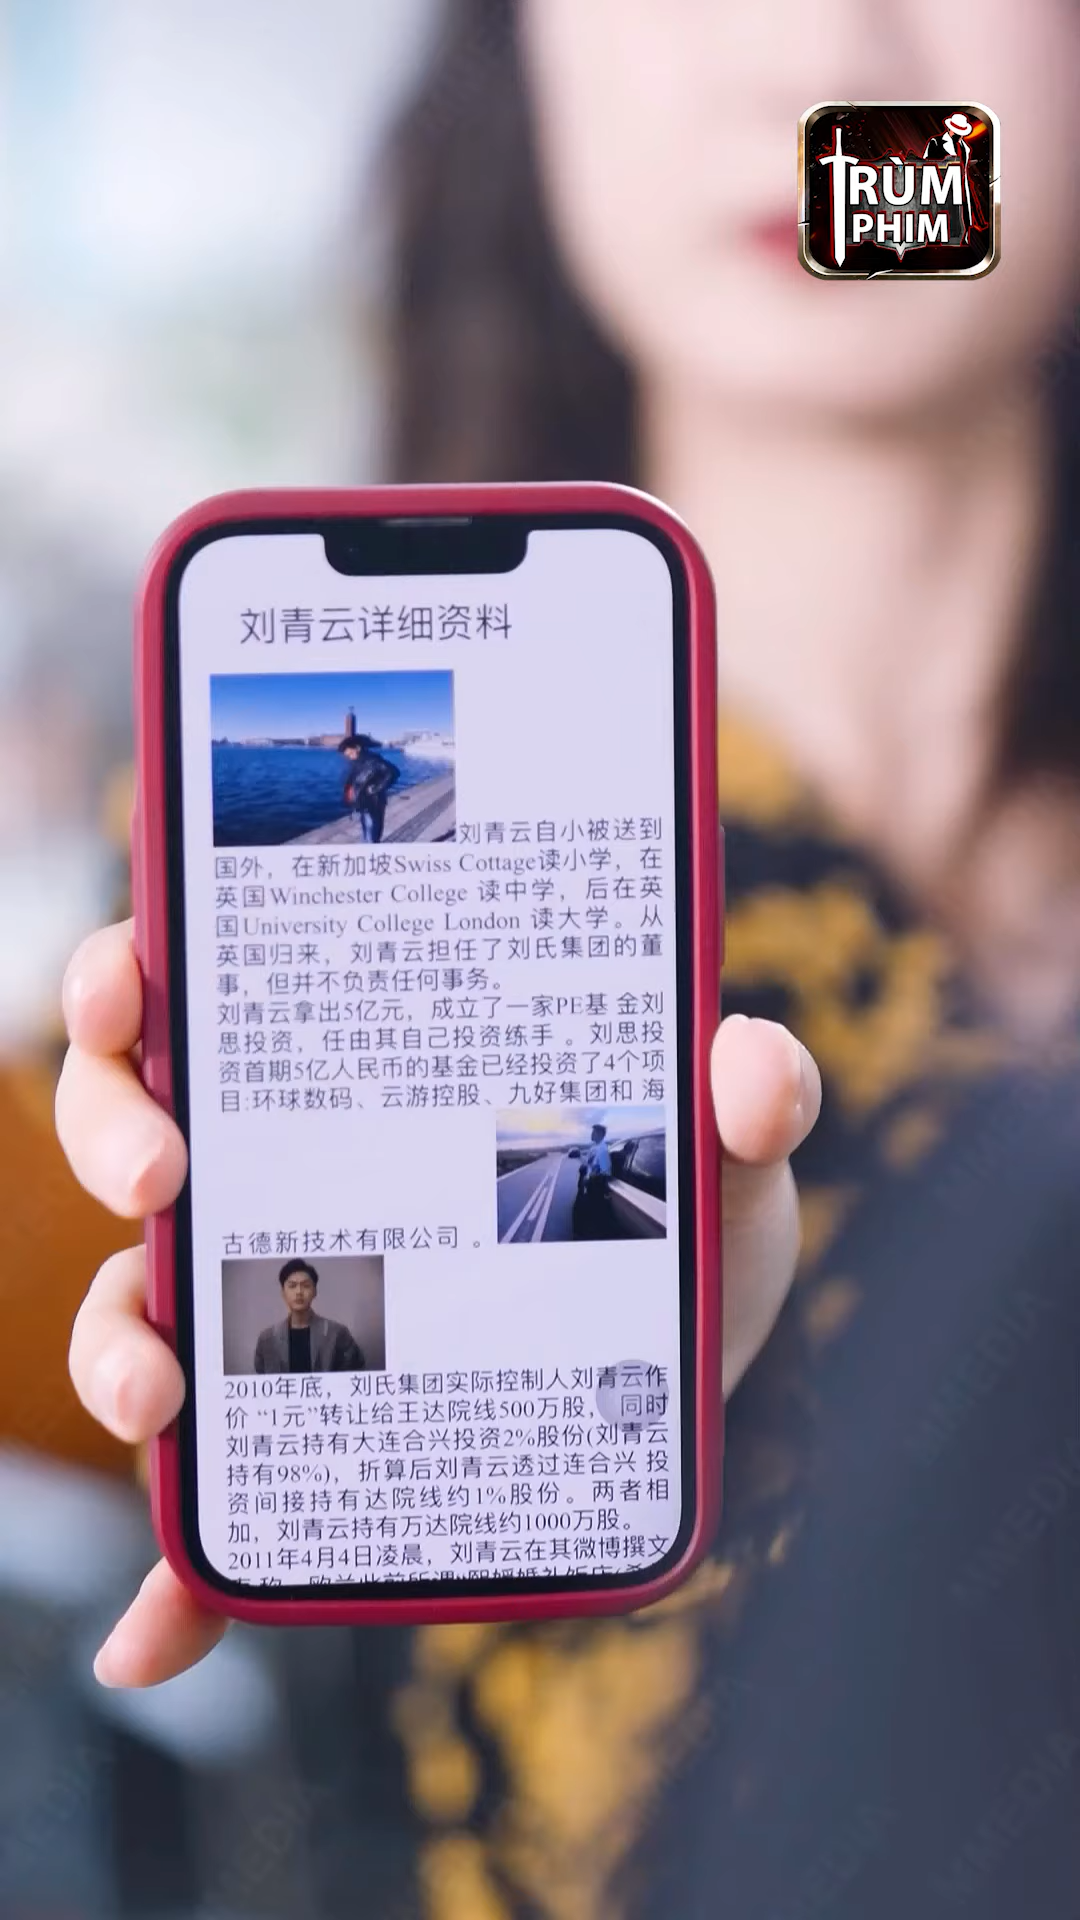 TRÙM
PHIM
刘青云详细资料
刘青云自小被送到
国外，在新加坡Swiss Cottage读小学，在
英国Winchester College 读中学，后在英
国University College London 读大学。从
英国归来，刘青云担任了刘氏集团的董
事，但并不负责任何事务。
刘青云拿出5亿元，成立了一家PE基 金刘
思投资，任由其自己投资练手 。刘思投
资首期5亿人民币的基金已经投资了4个项
目:环球数码、云游控股、九好集团和 海
古德新技术有限公司 。
2010年底，刘氏集团实际控制人刘青云作
价 “1元”转让给王达院线500万股， 同时
刘青云持有大连合兴投资2%股份(刘青云
持有98%)，折算后刘青云透过连合兴 投
资间接持有达院线约1%股份。两者相
加，刘青云持有万达院线约1000万股。
2011年4月4日凌晨，刘青云在其微博撰文